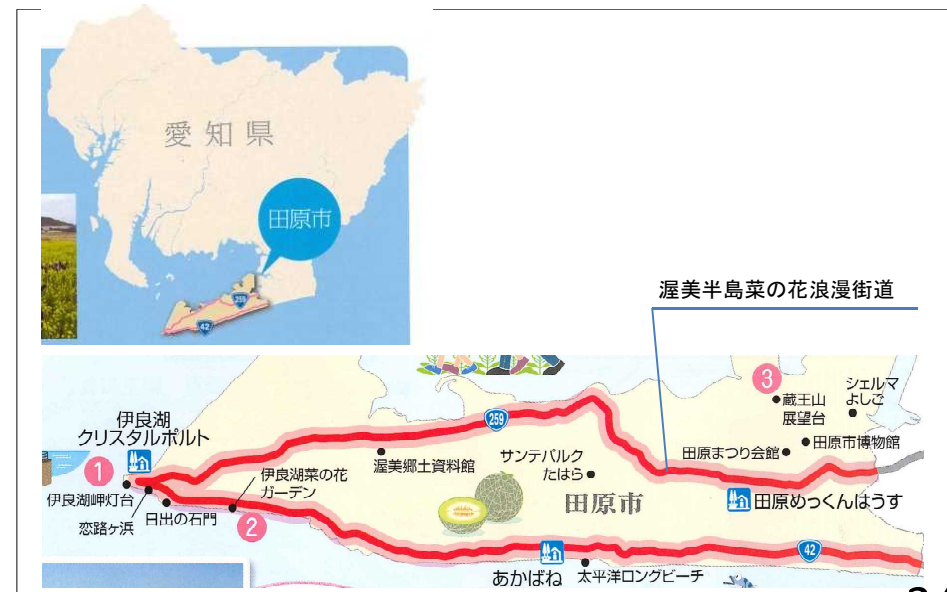 愛知県
田原市
259
42
渥美半島菜の花浪漫街道
3
シェルマ
よしご
蔵王山
展望台
259
伊良湖
クリスタルポルト
田原市博物館
渥美郷土資料館
サンテパルク
たはら
田原まつり会館
1
伊良湖菜の花
ガーデン
伊良湖岬灯台
田原市
田原めっくんはうす
恋路ヶ浜
日出の石門
2
42
あかばね
太平洋ロングビーチ